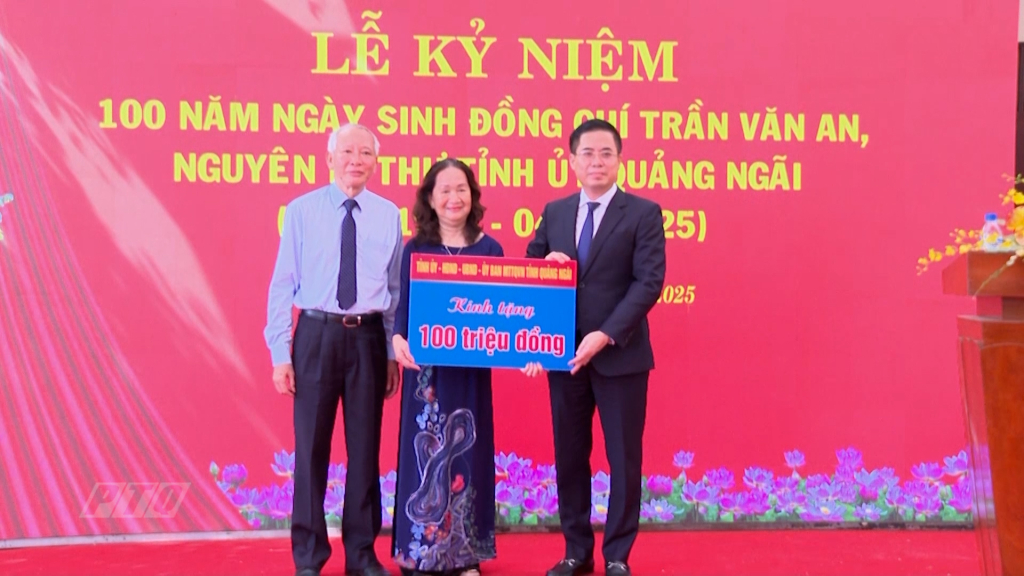 LỄ KỶ NIỆM
100 NĂM NGÀY SINH ĐỒNG CHÍ TRẦN VĂN AN,
NGUYÊN THƯ TỈNH ỦY QUẢNG NGÃI
25)
2025
TỈNH ỦY - HĐND - UBND - ỦY BAN MTTQVN TỈNH QUẢNG NGÃI
Kính tặng
100 triệu đồng
PTQ